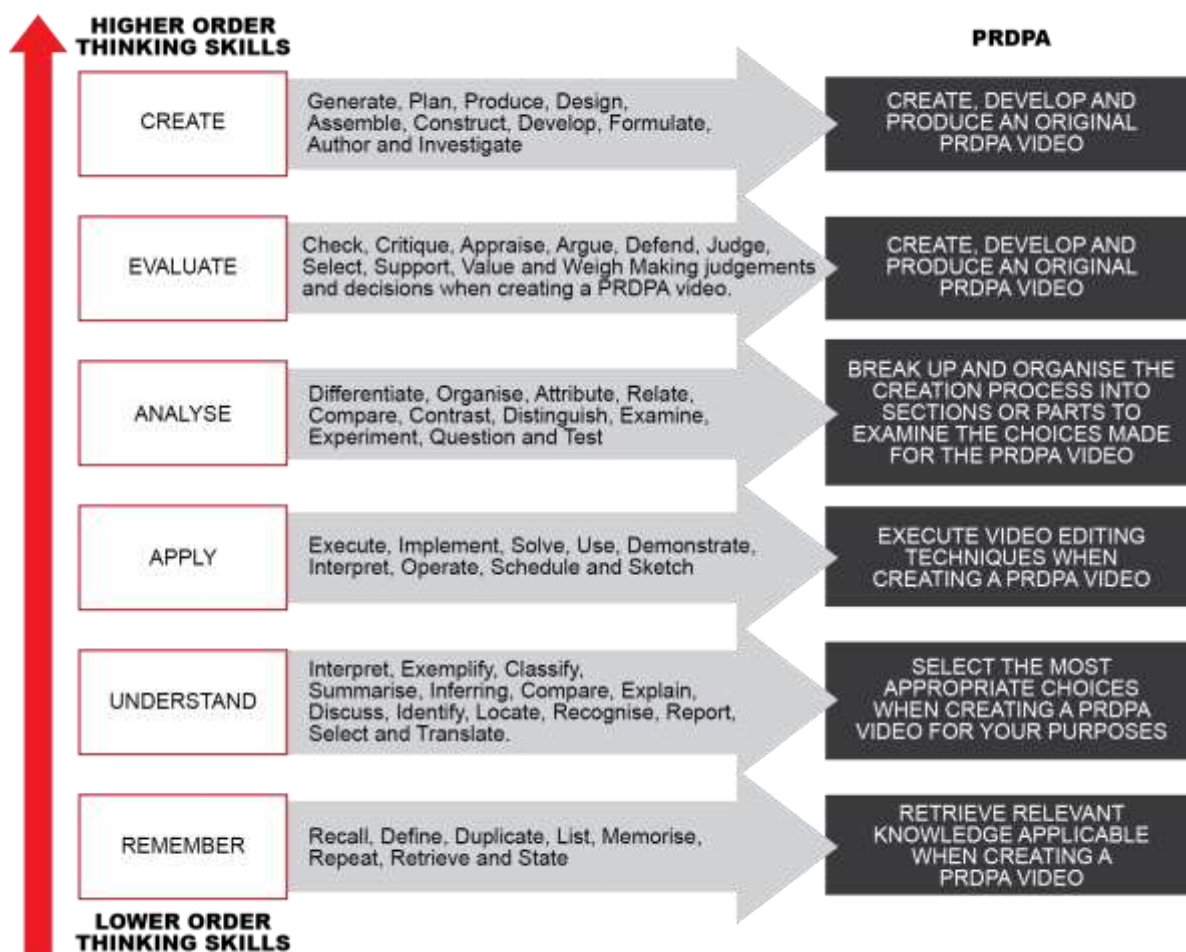 HIGHER ORDER
THINKING SKILLS
PRDPA
CREATE
Generate, Plan, Produce, Design,
Assemble, Construct, Develop, Formulate,
Author and Investigate
CREATE, DEVELOP AND
PRODUCE AN ORIGINAL
PRDPA VIDEO
EVALUATE
Check, Critique, Appraise, Argue, Defend, Judge,
Select, Support, Value and Weigh Making judgements
and decisions when creating a PRDPA video.
CREATE, DEVELOP AND
PRODUCE AN ORIGINAL
PRDPA VIDEO
ANALYSE
Differentiate, Organise, Attribute, Relate,
Compare, Contrast, Distinguish, Examine,
Experiment, Question and Test
BREAK UP AND ORGANISE THE
CREATION PROCESS INTO
SECTIONS OR PARTS TO
EXAMINE THE CHOICES MADE
FOR THE PRDPA VIDEO
APPLY
Execute, Implement, Solve, Use, Demonstrate,
Interpret, Operate, Schedule and Sketch
EXECUTE VIDEO EDITING
TECHNIQUES WHEN
CREATING A PRDPA VIDEO
UNDERSTAND
Interpret, Exemplify, Classify,
Summarise, Inferring, Compare, Explain,
Discuss, Identify, Locate, Recognise, Report,
Select and Translate.
SELECT THE MOST
APPROPRIATE CHOICES
WHEN CREATING A PRDPA
VIDEO FOR YOUR PURPOSES
REMEMBER
Recall, Define, Duplicate, List, Memorise,
Repeat, Retrieve and State
RETRIEVE RELEVANT
KNOWLEDGE APPLICABLE
WHEN CREATING A
PRDPA VIDEO
LOWER ORDER
THINKING SKILLS